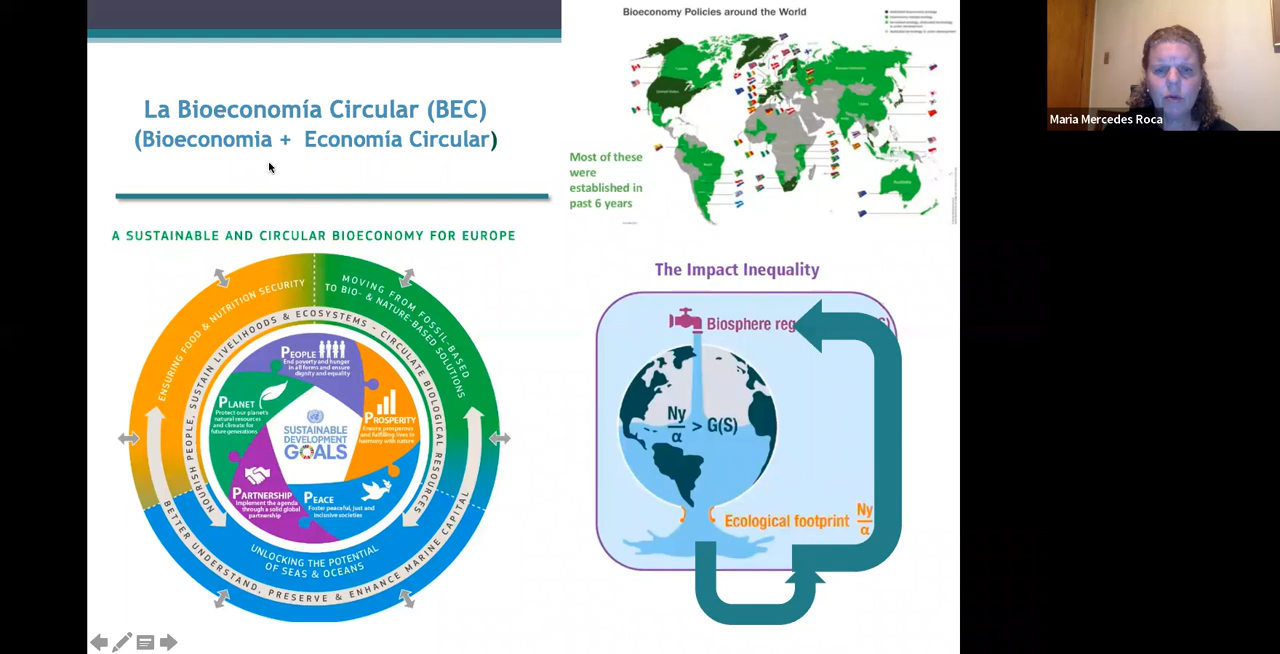 La Bioeconomía Circular (BEC)
(Bioeconomia + Economía Circular)
A SUSTAINABLE AND CIRCULAR BIOECONOMY FOR EUROPE
ENSURING FOOD & NUTRITION SECURITY
MOVING FROM FOSSIL-BASED
TO BIO- & NATURE-BASED SOLUTIONS
NOURISH PEOPLE, SUSTAIN LIVELIHOODS & ECOSYSTEMS - CIRCULATE BIOLOGICAL RESOURCES
PEOPLE
End poverty and hunger
in all forms and ensure
dignity and equality
PLANET
Protect our planet's
natural resources
and climate for
future generations
PROSPERITY
Ensure prosperous
and fulfilling lives in
harmony with nature
SUSTAINABLE
DEVELOPMENT
GOALS
PARTNERSHIP
Implement the agenda
through a solid global
partnership
PEACE
Foster peaceful, just and
inclusive societies
UNLOCKING THE POTENTIAL
OF SEAS & OCEANS
BETTER UNDERSTAND, PRESERVE & ENHANCE MARINE CAPITAL
Bioeconomy Policies around the World
Most of these
were
established in
past 6 years
The Impact Inequality
Biosphere
Ny/α > G(S)
Ecological footprint Ny/α
Maria Mercedes Roca